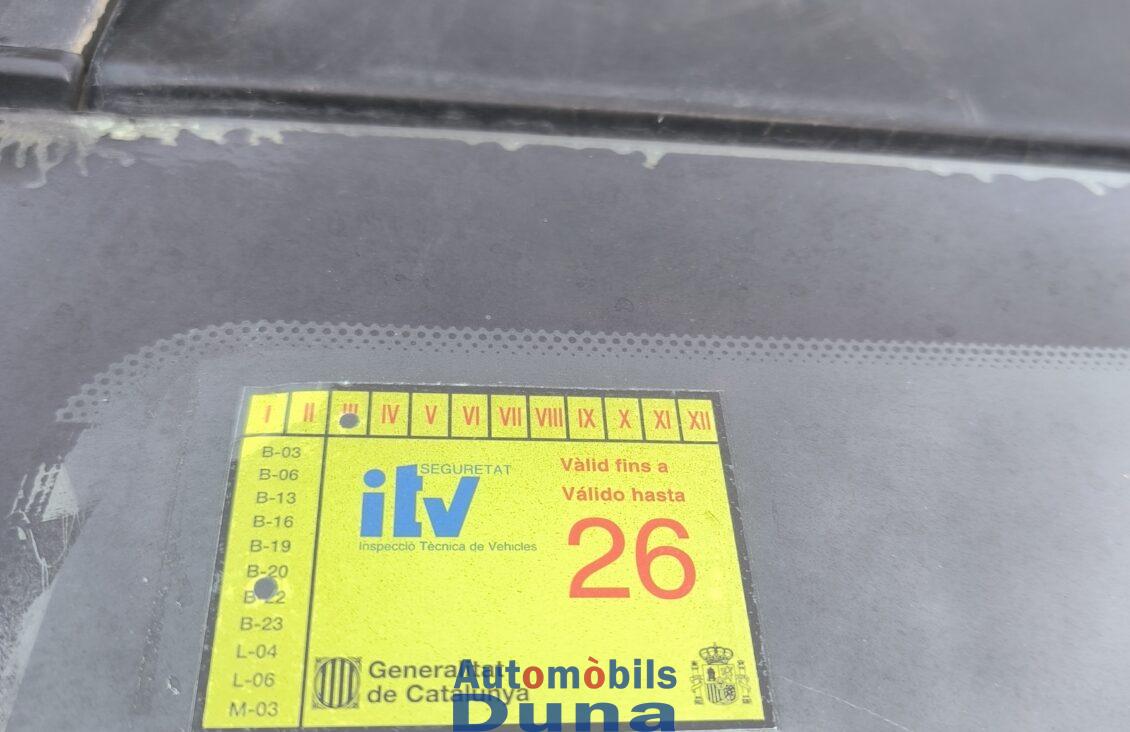 I II III IV V VI VII VIII IX X XI XII
B-03
B-06
B-13
B-16
B-19
B-20
B-22
B-23
L-04
L-06
M-03
SEGURETAT
itv
Inspecció Tècnica de Vehicles
Vàlid fins a
Válido hasta
26
Generalitat
de Catalunya
Automòbils
Duna